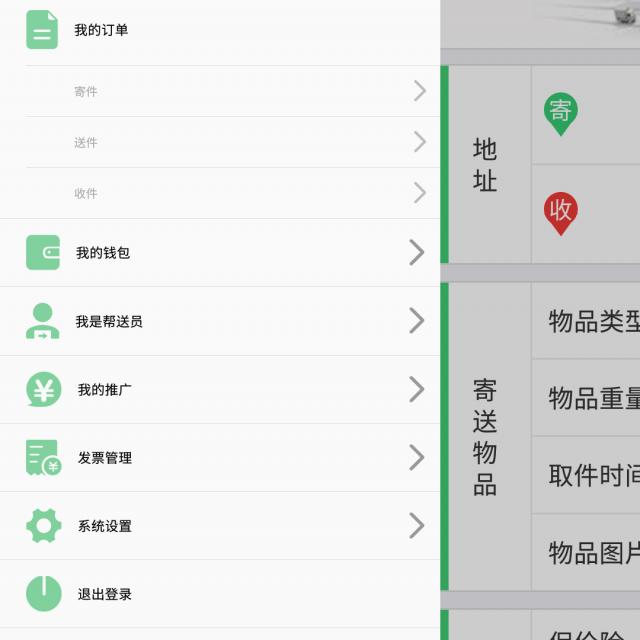 我的订单
寄件
送件
收件
我的钱包
我是帮送员
我的推广
发票管理
系统设置
退出登录
地址
寄
收
寄送物品
物品类型
物品重量
取件时间
物品图片